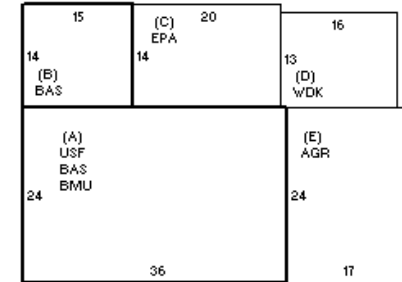 15
14
(B)
BAS
(C) 20
EPA
14
16
13
(D)
WDK
(A)
USF
BAS
BMU
24
36
(E)
AGR
24
17